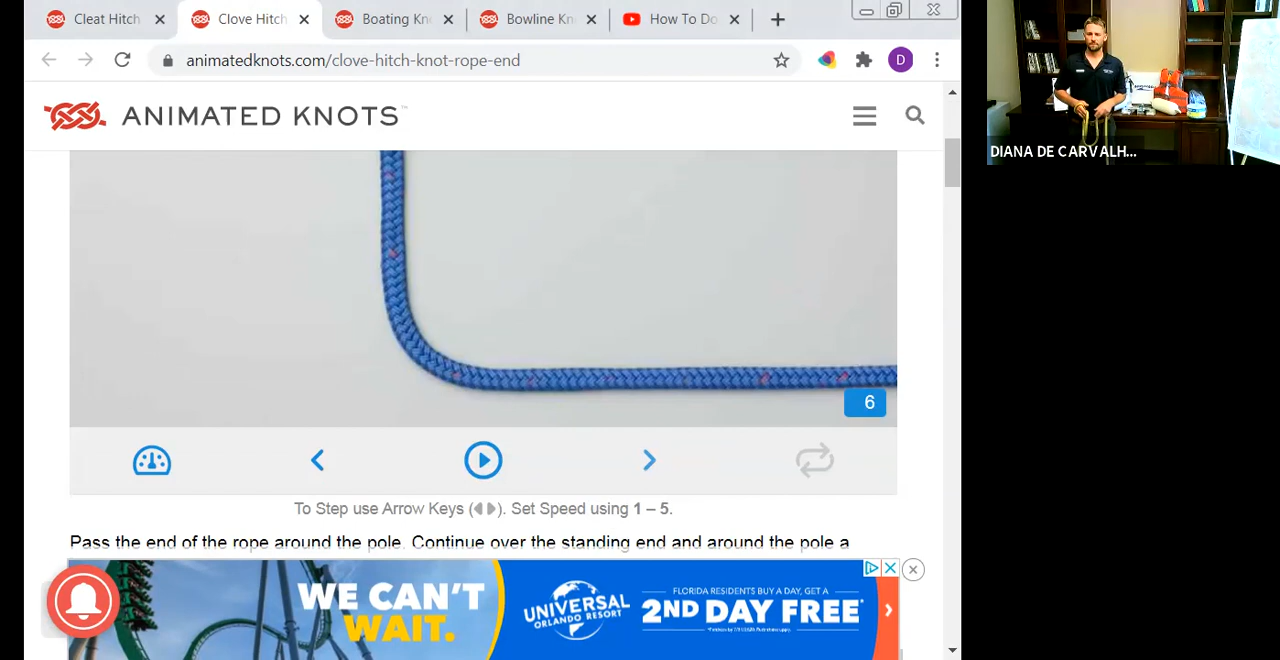 Cleat Hitch
Clove Hitch
Boating Kn
Bowline Kn
How To Do
animatedknots.com/clove-hitch-knot-rope-end
D
ANIMATED KNOTS
DIANA DE CARVALH...
6
To Step use Arrow Keys (). Set Speed using 1 – 5.
Pass the end of the rope around the pole. Continue over the standing end and around the pole a
WE CAN'T
WAIT.
UNIVERSAL
ORLANDO RESORT
FLORIDA RESIDENTS BUY A DAY, GET A
2ND DAY FREE*